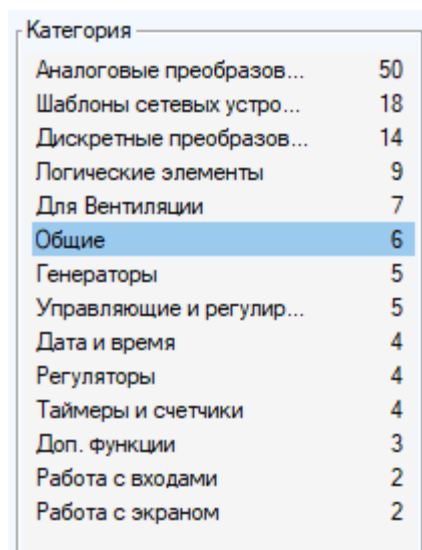 Категория
Аналоговые преобразов... 50
Шаблоны сетевых устро... 18
Дискретные преобразов... 14
Логические элементы 9
Для Вентиляции 7
Общие 6
Генераторы 5
Управляющие и регулир... 5
Дата и время 4
Регуляторы 4
Таймеры и счетчики 4
Доп. функции 3
Работа с входами 2
Работа с экраном 2